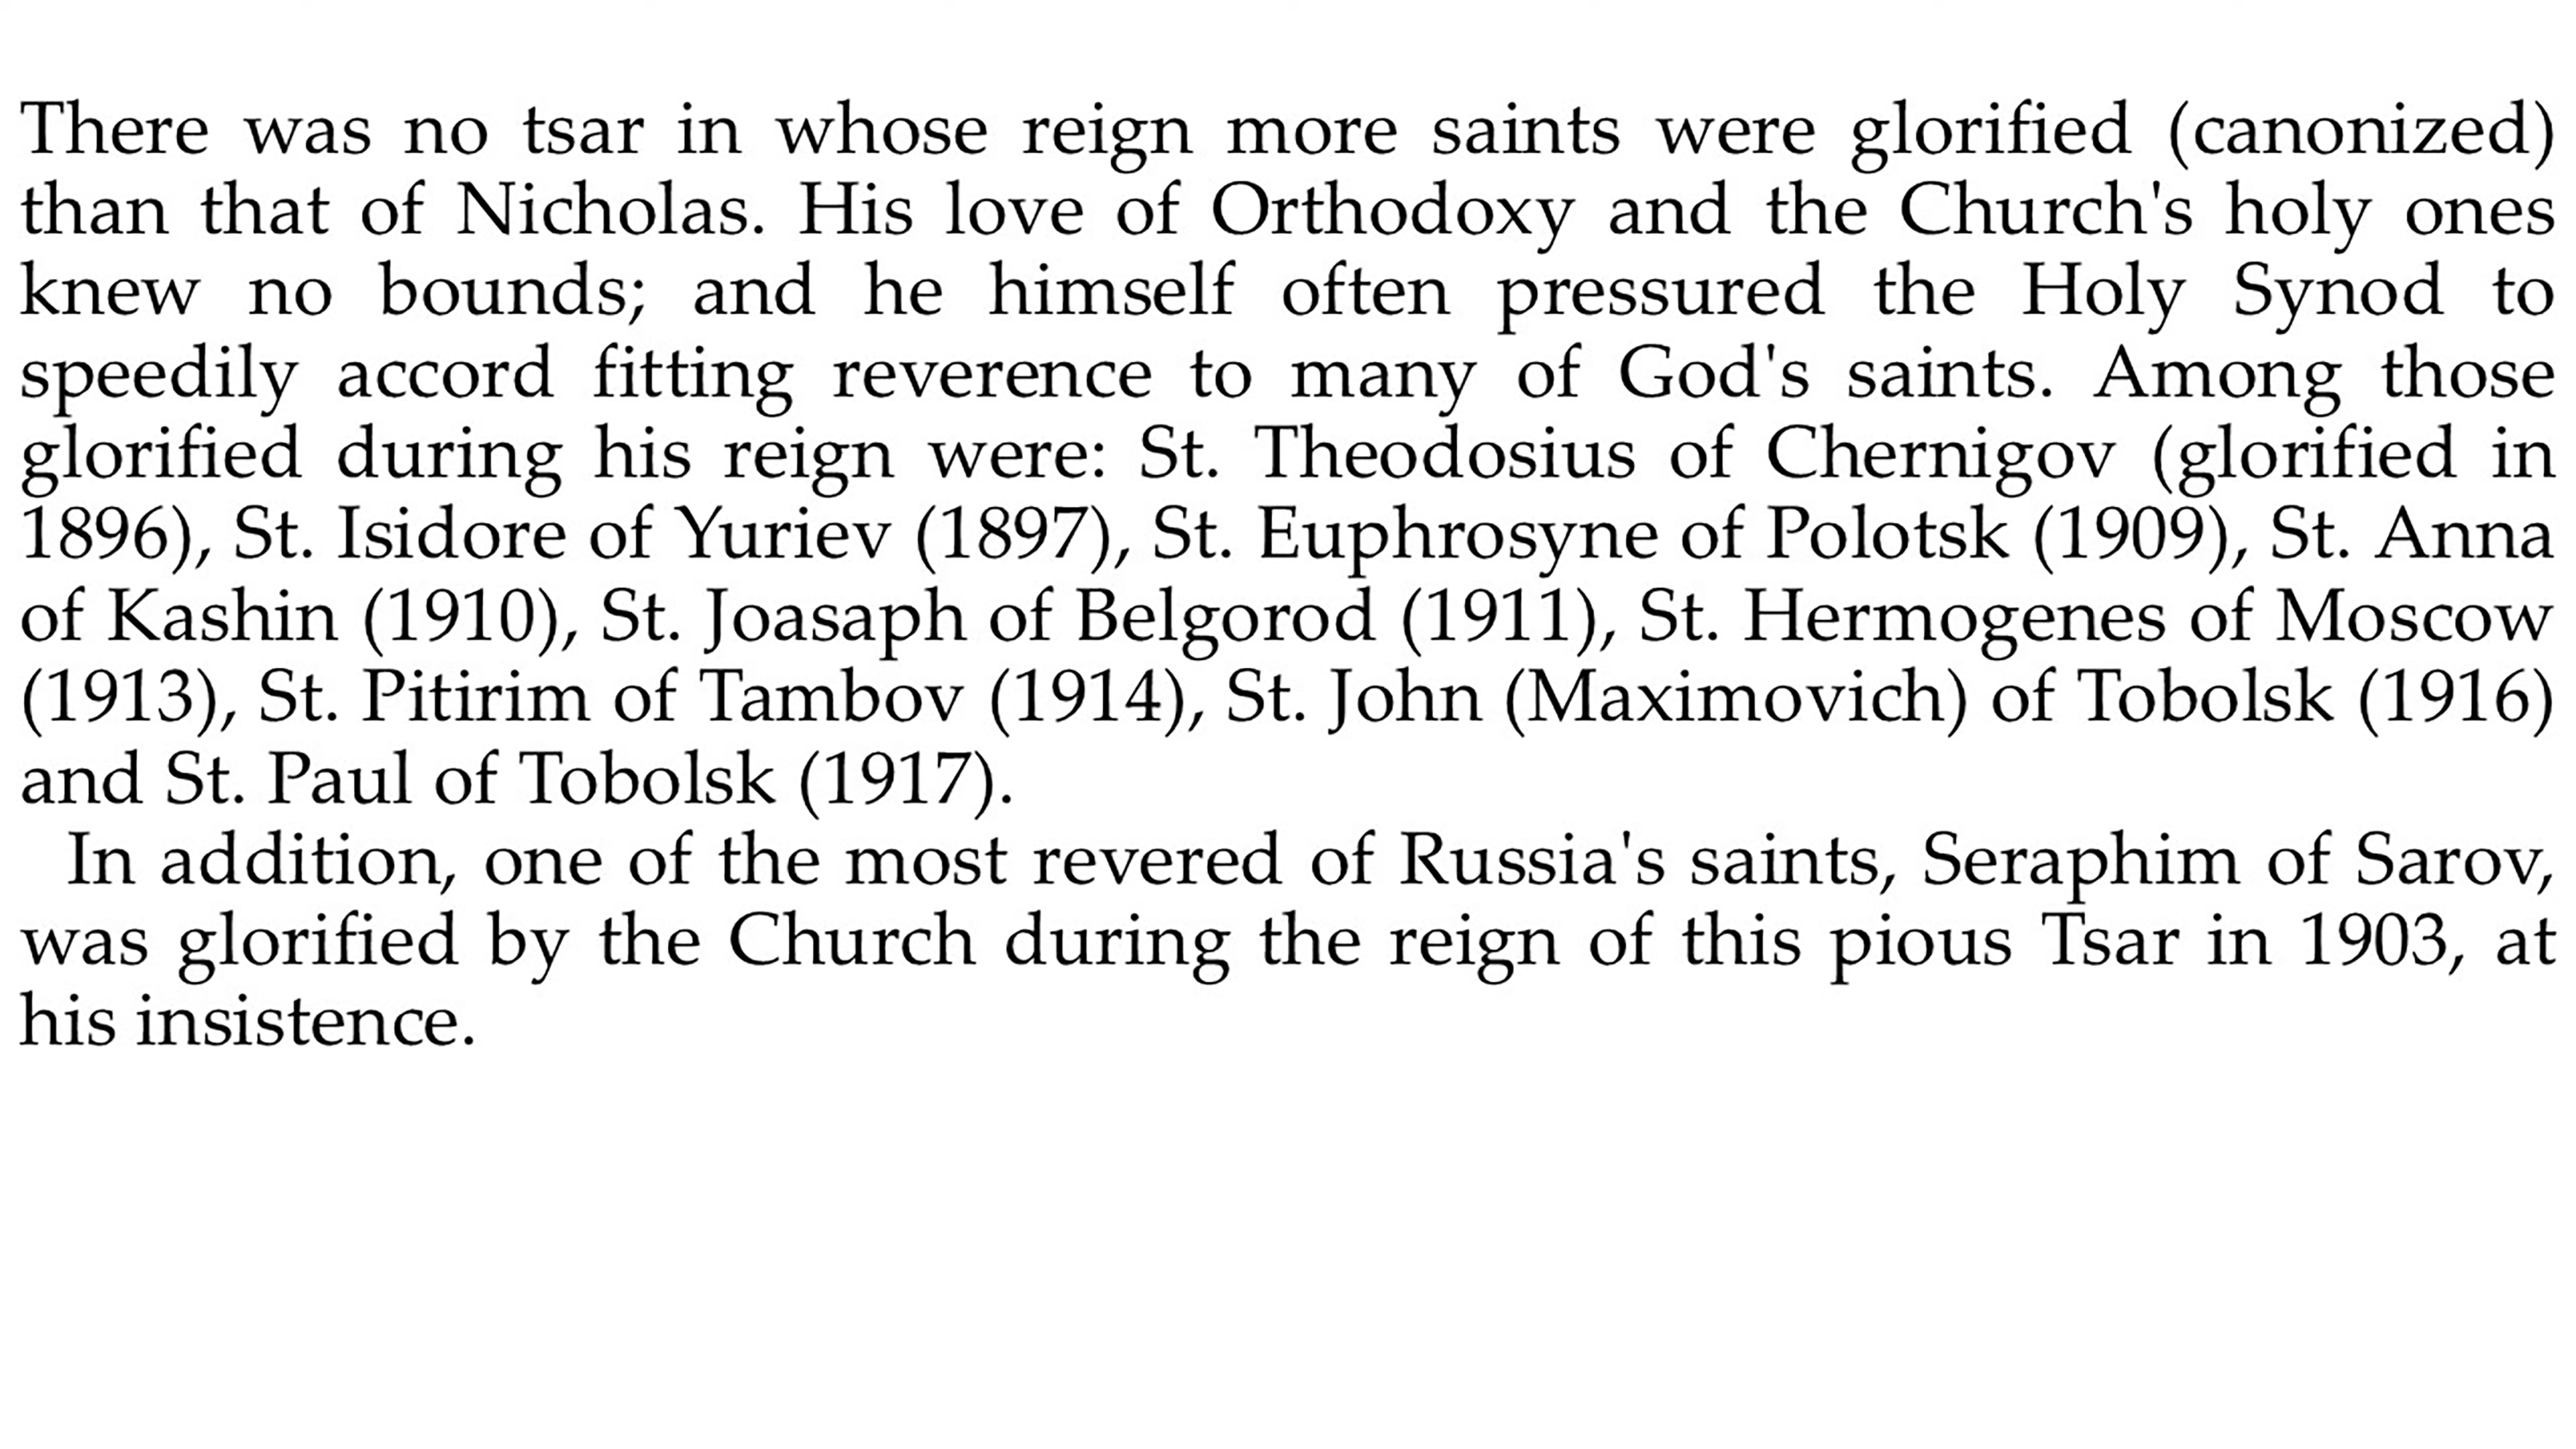 There was no tsar in whose reign more saints were glorified (canonized)
than that of Nicholas. His love of Orthodoxy and the Church's holy ones
knew no bounds; and he himself often pressured the Holy Synod to
speedily accord fitting reverence to many of God's saints. Among those
glorified during his reign were: St. Theodosius of Chernigov (glorified in
1896), St. Isidore of Yuriev (1897), St. Euphrosyne of Polotsk (1909), St. Anna
of Kashin (1910), St. Joasaph of Belgorod (1911), St. Hermogenes of Moscow
(1913), St. Pitirim of Tambov (1914), St. John (Maximovich) of Tobolsk (1916)
and St. Paul of Tobolsk (1917).
In addition, one of the most revered of Russia's saints, Seraphim of Sarov,
was glorified by the Church during the reign of this pious Tsar in 1903, at
his insistence.